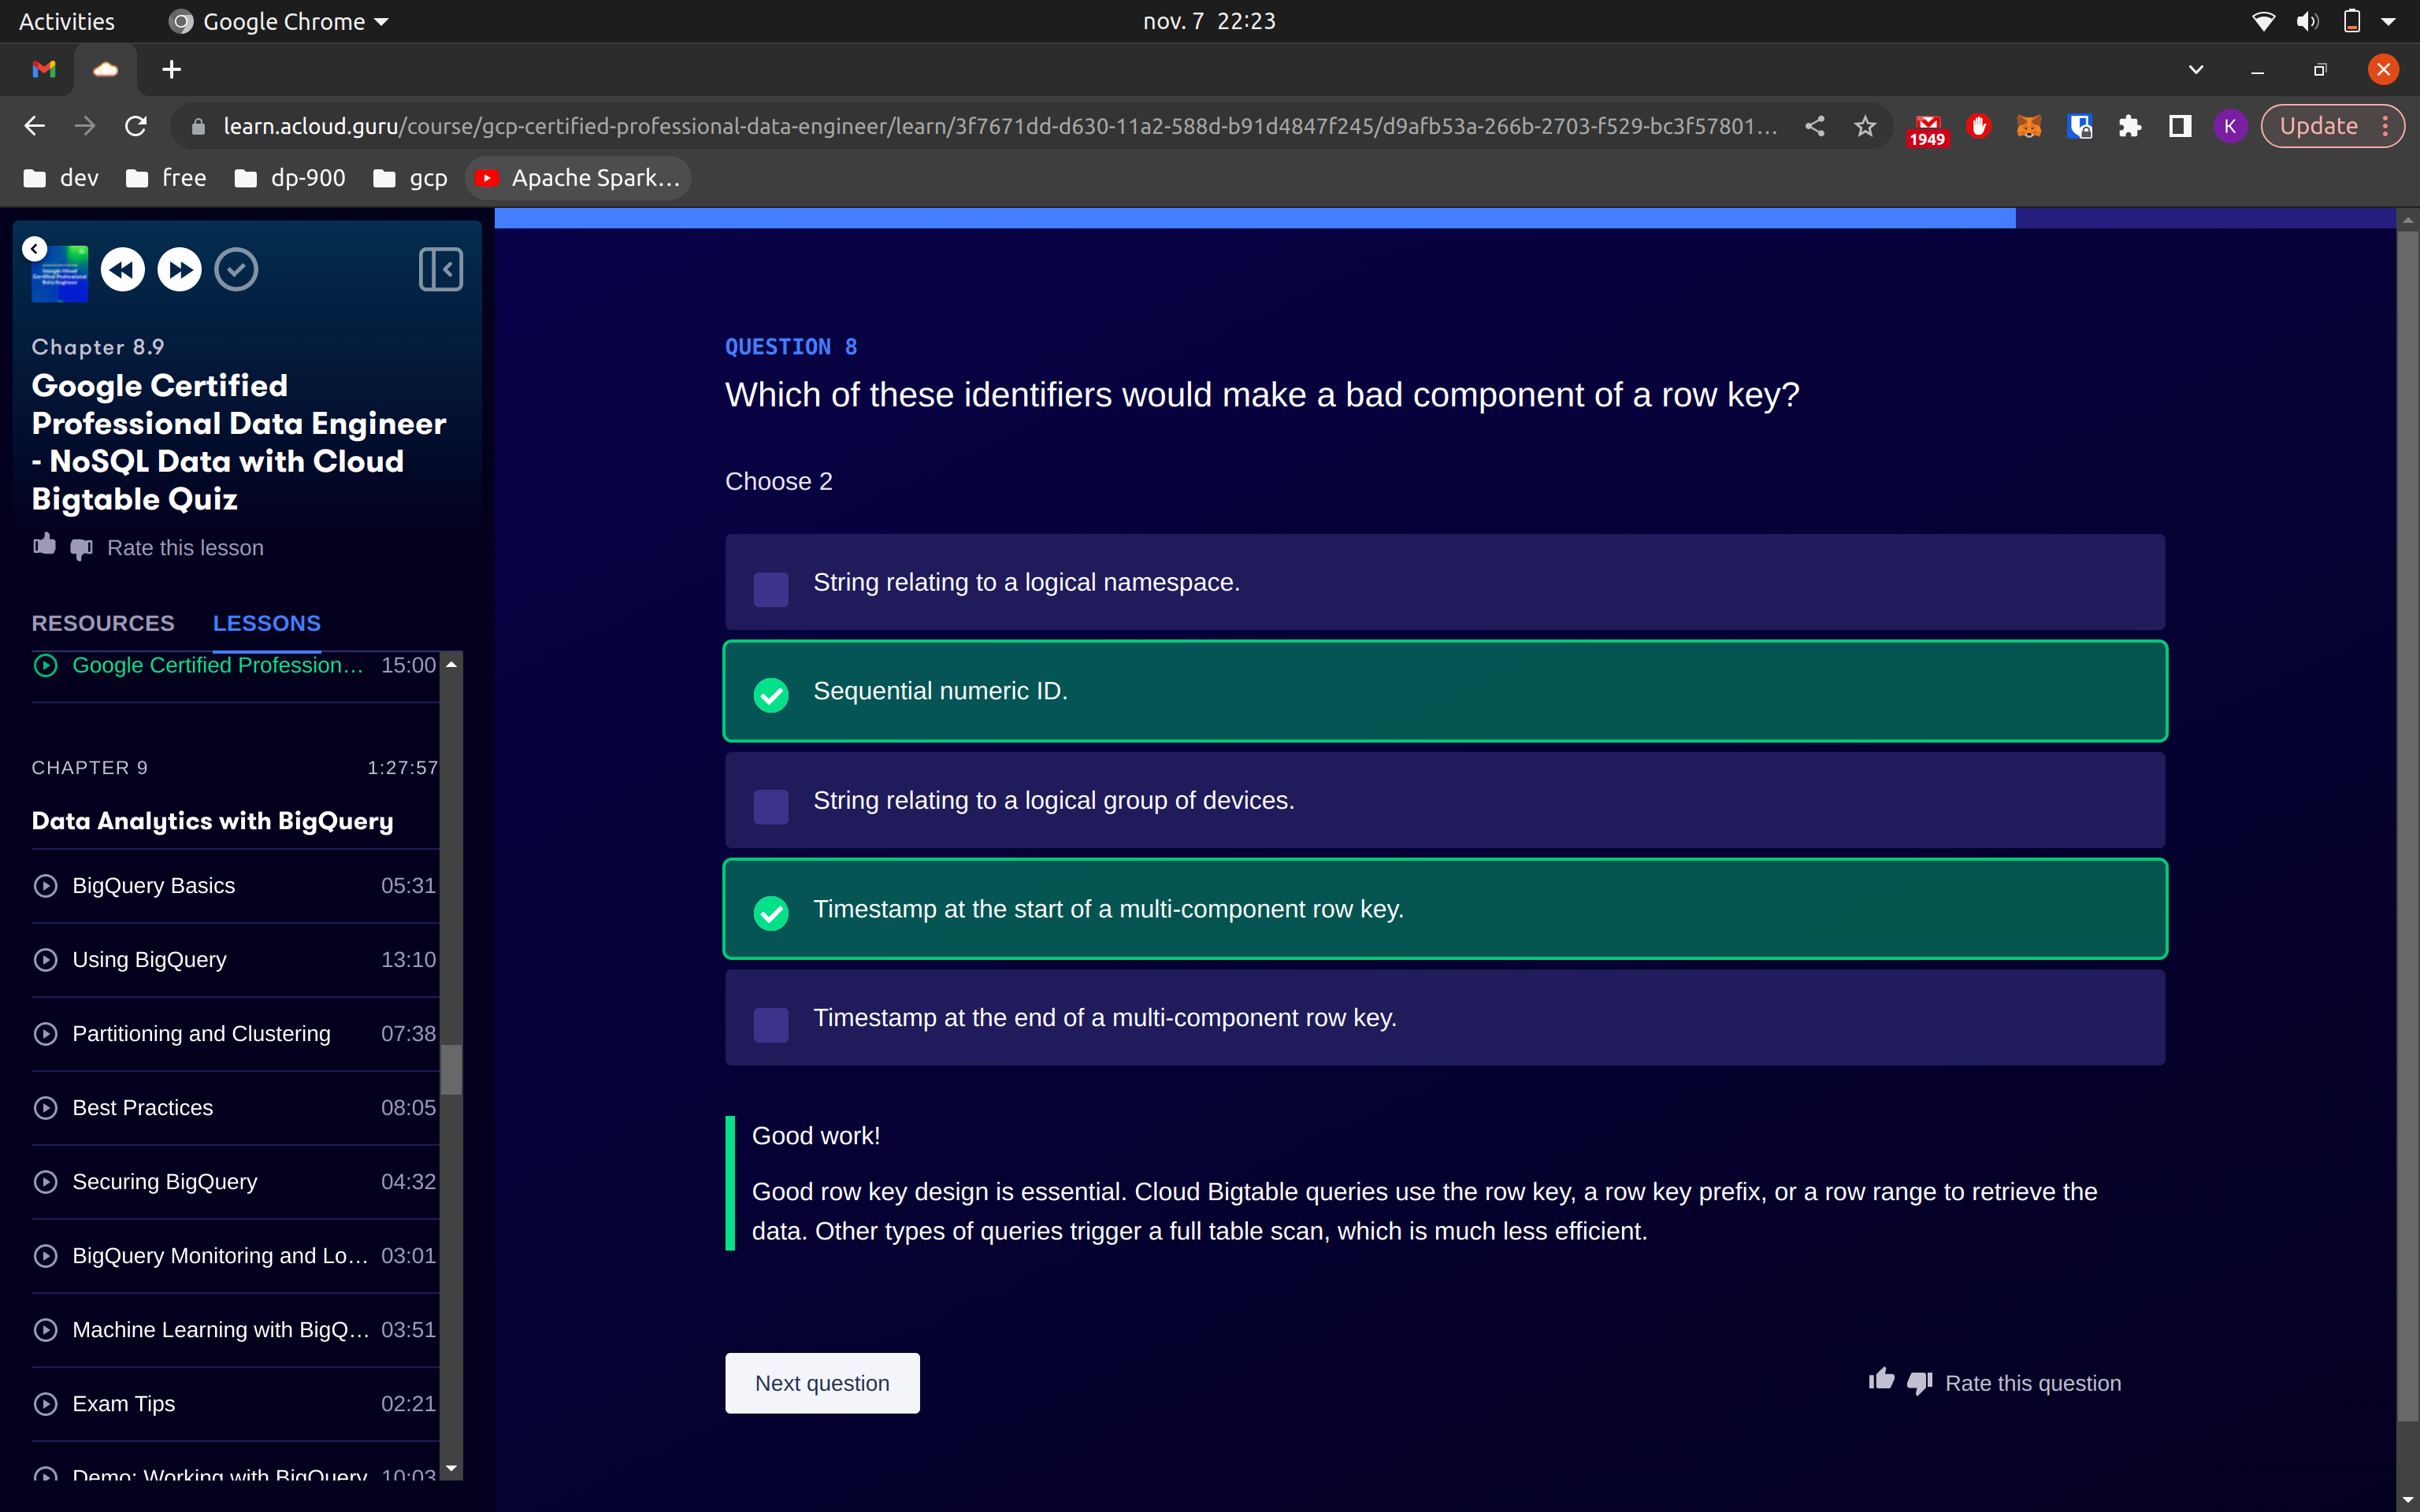 Activities
Google Chrome
nov. 7 22:23
learn.acloud.guru/course/gcp-certified-professional-data-engineer/learn/3f7671dd-d630-11a2-588d-b91d4847f245/d9afb53a-266b-2703-f529-bc3f57801...
1949
K
Update
dev
free
dp-900
gcp
Apache Spark...
Chapter 8.9
Google Certified
Professional Data Engineer
- NoSQL Data with Cloud
Bigtable Quiz
Rate this lesson
RESOURCES
LESSONS
Google Certified Profession... 15:00
CHAPTER 9 1:27:57
Data Analytics with BigQuery
BigQuery Basics 05:31
Using BigQuery 13:10
Partitioning and Clustering 07:38
Best Practices 08:05
Securing BigQuery 04:32
BigQuery Monitoring and Lo... 03:01
Machine Learning with BigQ... 03:51
Exam Tips 02:21
Demo: Working with BigQuery 10:03
QUESTION 8
Which of these identifiers would make a bad component of a row key?
Choose 2
String relating to a logical namespace.
Sequential numeric ID.
String relating to a logical group of devices.
Timestamp at the start of a multi-component row key.
Timestamp at the end of a multi-component row key.
Good work!
Good row key design is essential. Cloud Bigtable queries use the row key, a row key prefix, or a row range to retrieve the
data. Other types of queries trigger a full table scan, which is much less efficient.
Next question
Rate this question